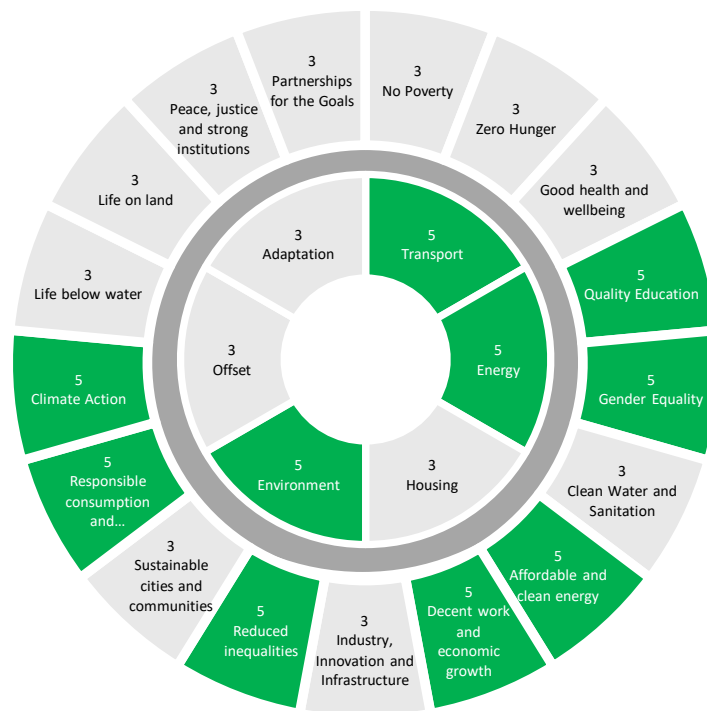 3
No Poverty
3
Zero Hunger
3
Good health and
wellbeing
5
Quality Education
5
Gender Equality
3
Clean Water and
Sanitation
5
Affordable and
clean energy
5
Decent work
and
economic
growth
3
Industry,
Innovation and
Infrastructure
5
Reduced
inequalities
3
Sustainable
cities and
communities
5
Responsible
consumption
and...
5
Climate Action
3
Life below water
3
Life on land
3
Peace, justice
and strong
institutions
3
Partnerships
for the Goals
5
Transport
5
Energy
3
Housing
5
Environment
3
Offset
3
Adaptation